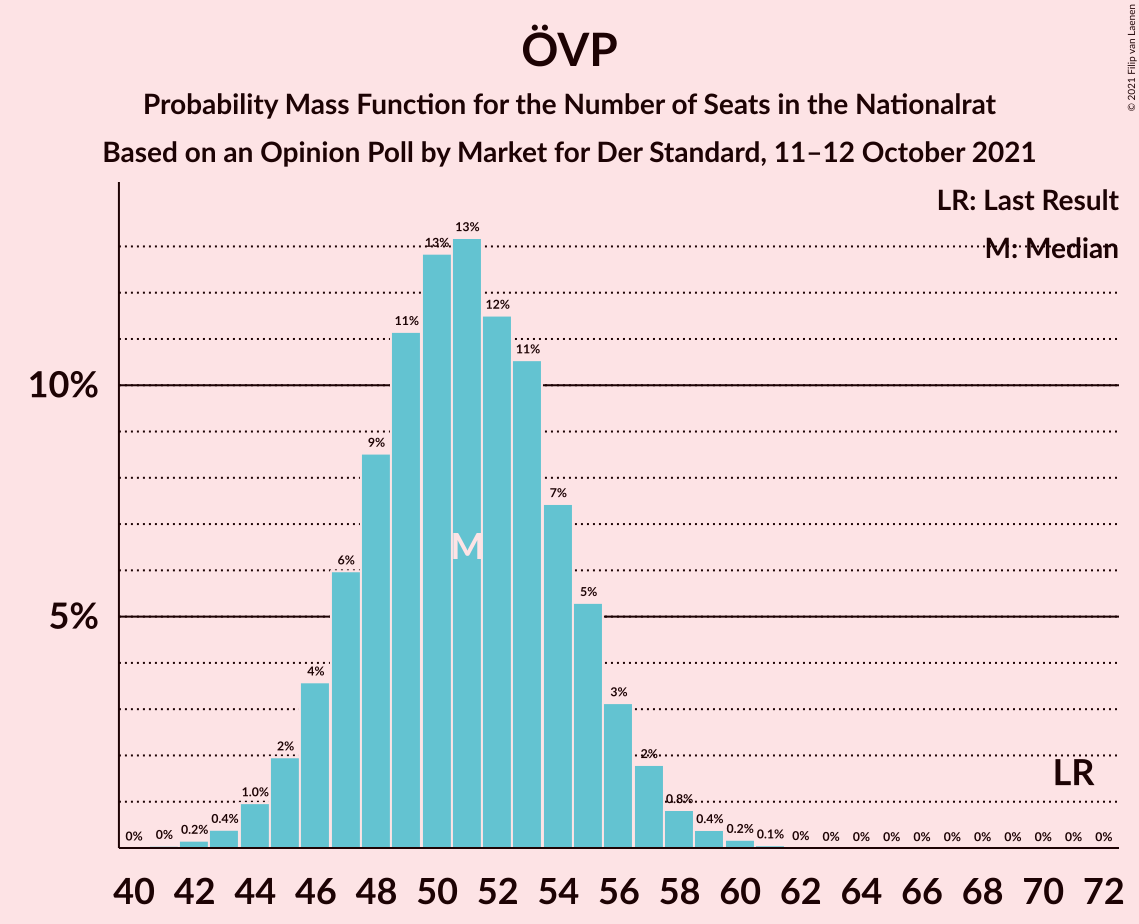 ÖVP
Probability Mass Function for the Number of Seats in the Nationalrat
Based on an Opinion Poll by Market for Der Standard, 11–12 October 2021
© 2021 Filip van Laenen
LR: Last Result
M: Median
10%
5%
0% 0% 0.2% 0.4% 1.0% 2% 4% 6% 9% 11% 13% 13% 12% 11% 7% 5% 3% 2% 0.8% 0.4% 0.2% 0.1% 0% 0% 0% 0% 0% 0% 0% 0% 0% 0% 0%
M
LR
40 42 44 46 48 50 52 54 56 58 60 62 64 66 68 70 72